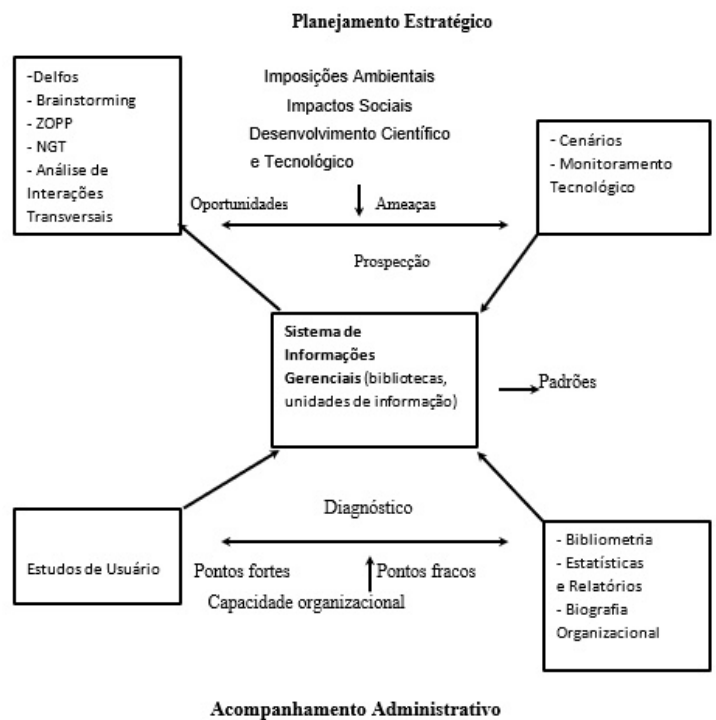 Planejamento Estratégico
-Delfos
- Brainstorming
- ZOPP
- NGT
- Análise de
Interações
Transversais
Imposições Ambientais
Impactos Sociais
Desenvolvimento Científico
e Tecnológico
- Cenários
- Monitoramento
Tecnológico
Oportunidades
Ameaças
Prospecção
Sistema de
Informações
Gerenciais (bibliotecas,
unidades de informação)
Padrões
Diagnóstico
Estudos de Usuário
Pontos fortes
Pontos fracos
Capacidade organizacional
- Bibliometria
- Estatísticas
e Relatórios
- Biografia
Organizacional
Acompanhamento Administrativo